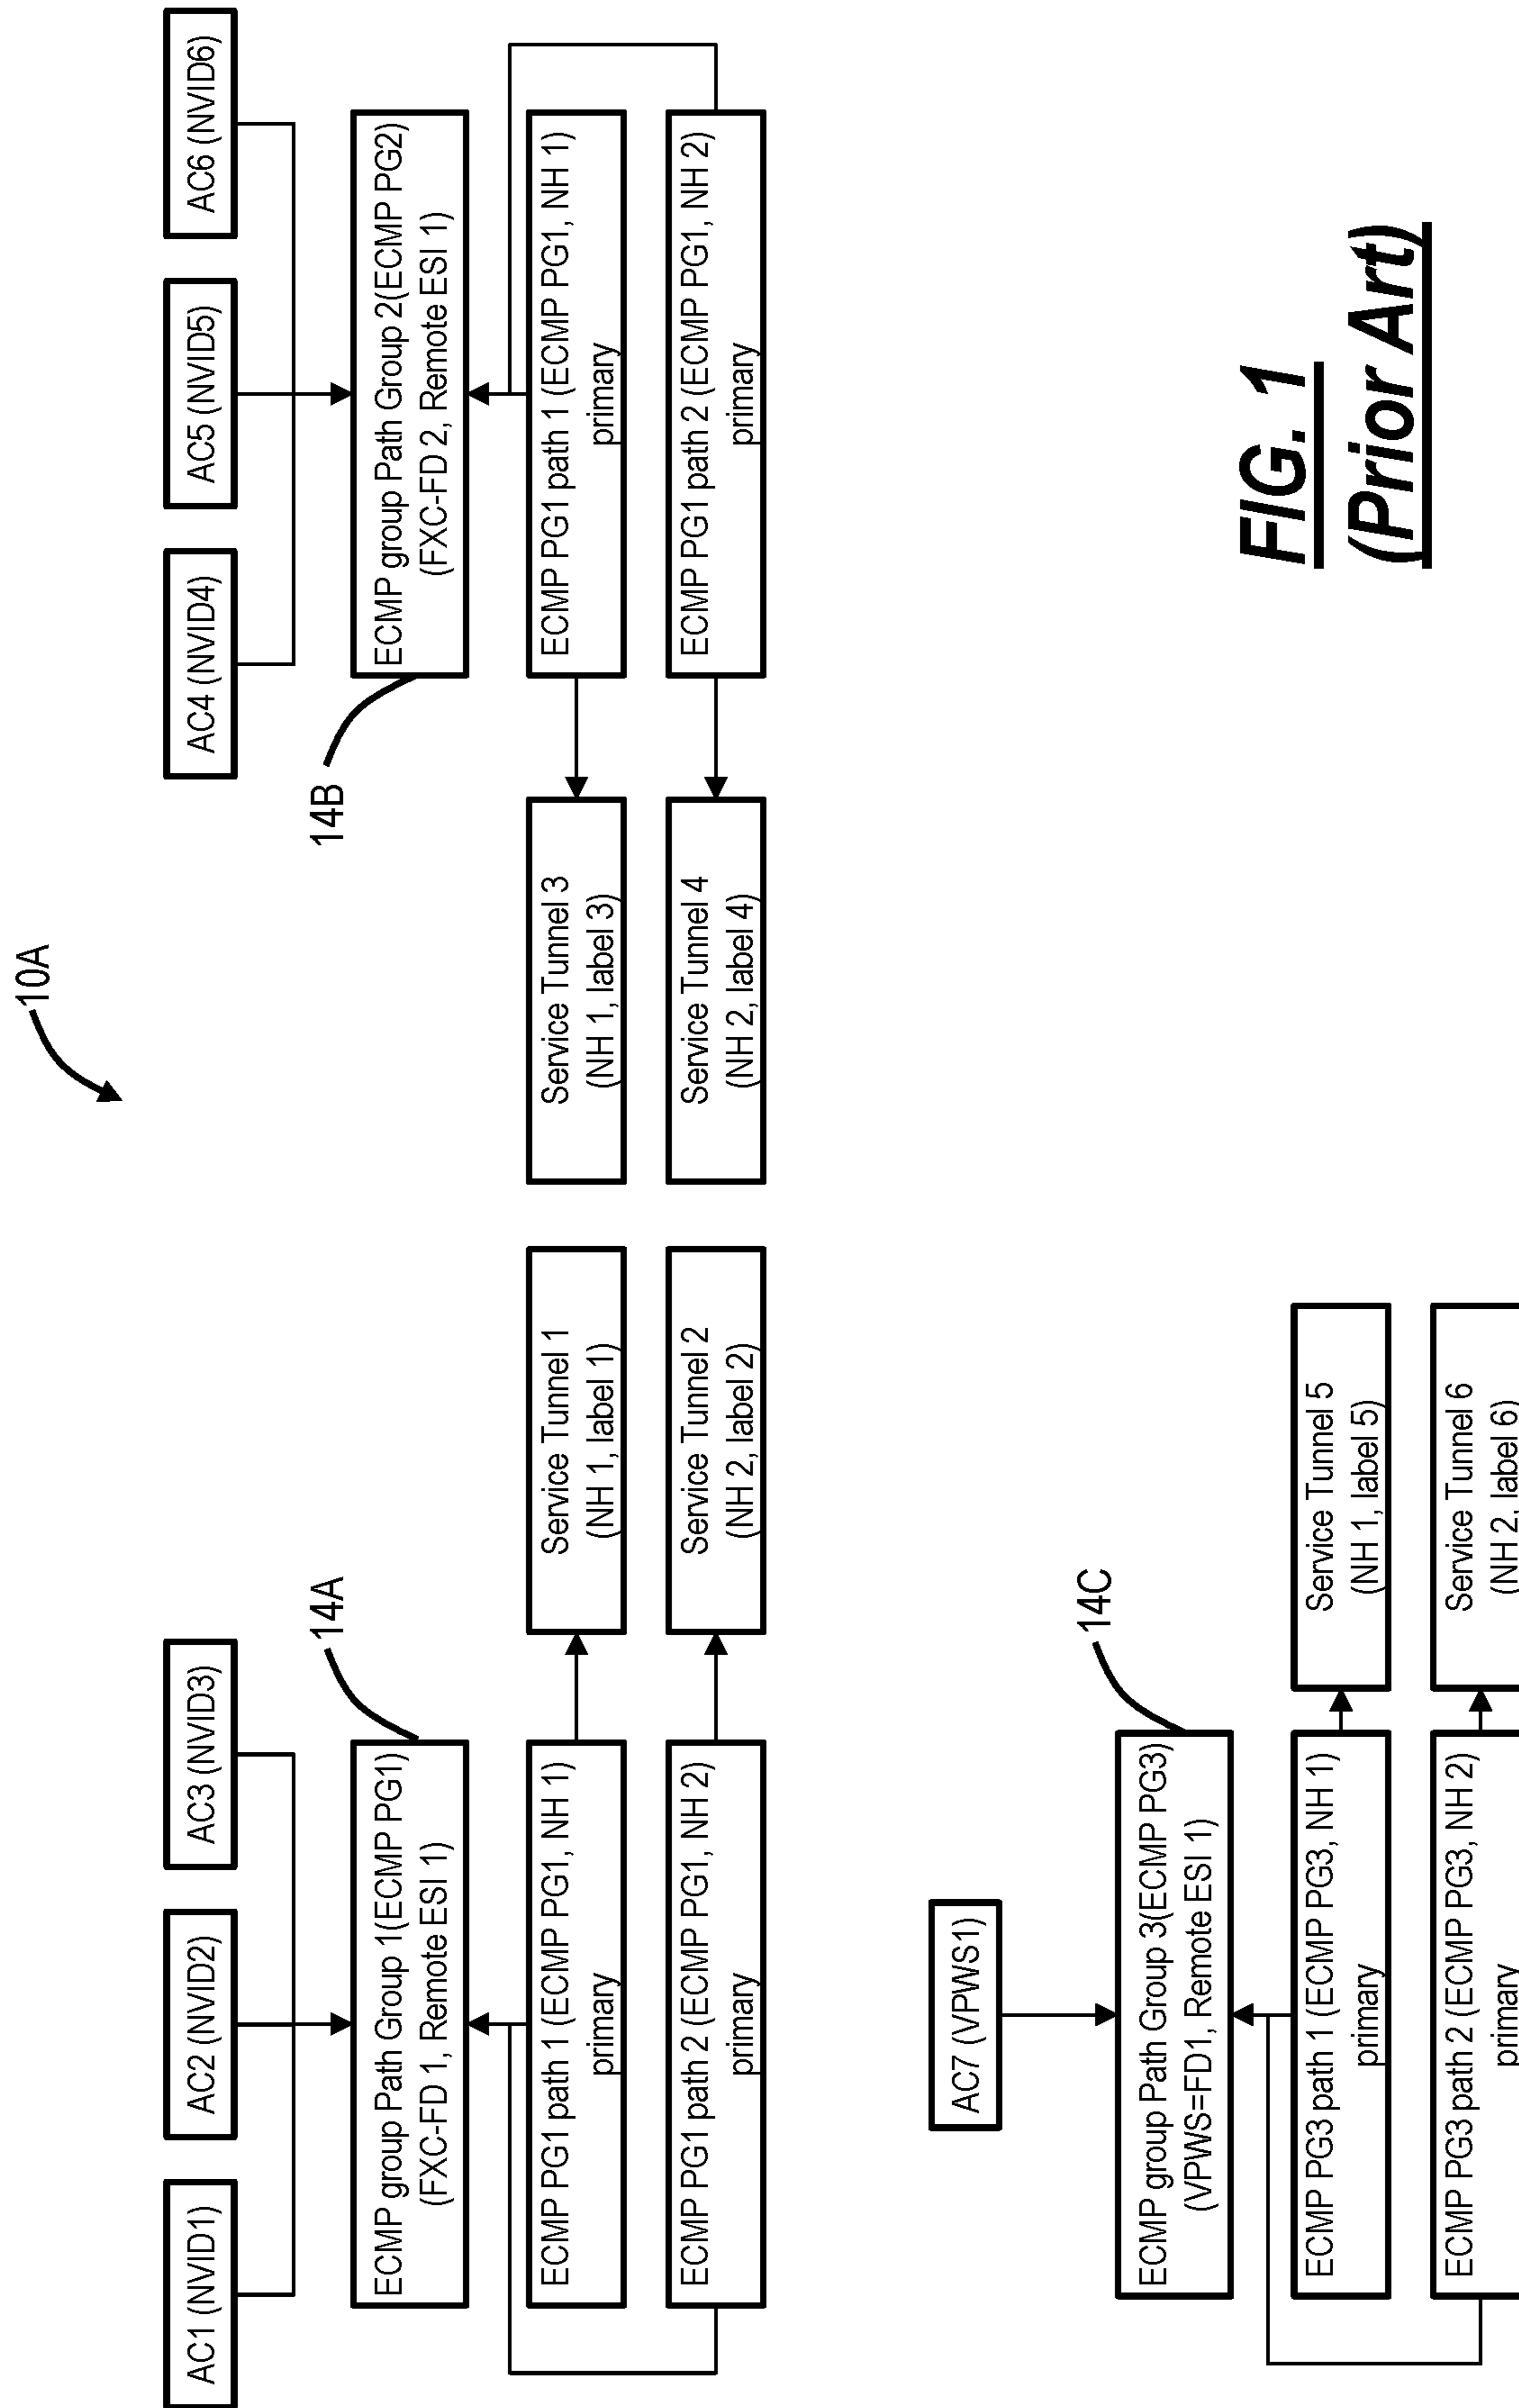 10A
AC1 (NVID1)
AC2 (NVID2)
AC3 (NVID3)
14A
ECMP group Path Group 1(ECMP PG1)
(FXC-FD 1, Remote ESI 1)
ECMP PG1 path 1 (ECMP PG1, NH 1)
primary
ECMP PG1 path 2 (ECMP PG1, NH 2)
primary
Service Tunnel 1
(NH 1, label 1)
Service Tunnel 2
(NH 2, label 2)
AC4 (NVID4)
AC5 (NVID5)
AC6 (NVID6)
14B
ECMP group Path Group 2(ECMP PG2)
(FXC-FD 2, Remote ESI 1)
Service Tunnel 3
(NH 1, label 3)
Service Tunnel 4
(NH 2, label 4)
ECMP PG1 path 1 (ECMP PG1, NH 1)
primary
ECMP PG1 path 2 (ECMP PG1, NH 2)
primary
AC7 (VPWS1)
14C
ECMP group Path Group 3(ECMP PG3)
(VPWS=FD1, Remote ESI 1)
ECMP PG3 path 1 (ECMP PG3, NH 1)
primary
ECMP PG3 path 2 (ECMP PG3, NH 2)
primary
Service Tunnel 5
(NH 1, label 5)
Service Tunnel 6
(NH 2, label 6)
FIG. 1
(Prior Art)